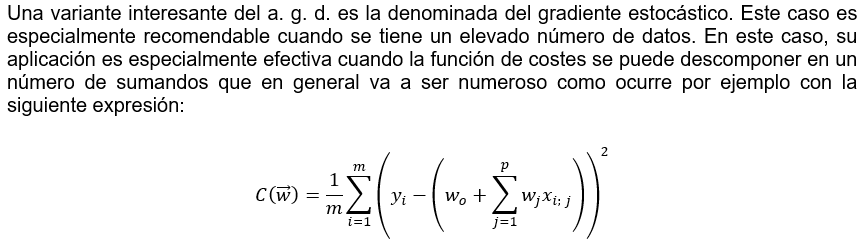 Una variante interesante del a. g. d. es la denominada del gradiente estocástico. Este caso es
especialmente recomendable cuando se tiene un elevado número de datos. En este caso, su
aplicación es especialmente efectiva cuando la función de costes se puede descomponer en un
número de sumandos que en general va a ser numeroso como ocurre por ejemplo con la
siguiente expresión:
$C(\vec{w}) = \frac{1}{m} \sum_{i=1}^{m} \left( y_i - \left( w_o + \sum_{j=1}^{p} w_j x_{i;\,j} \right) \right)^2$